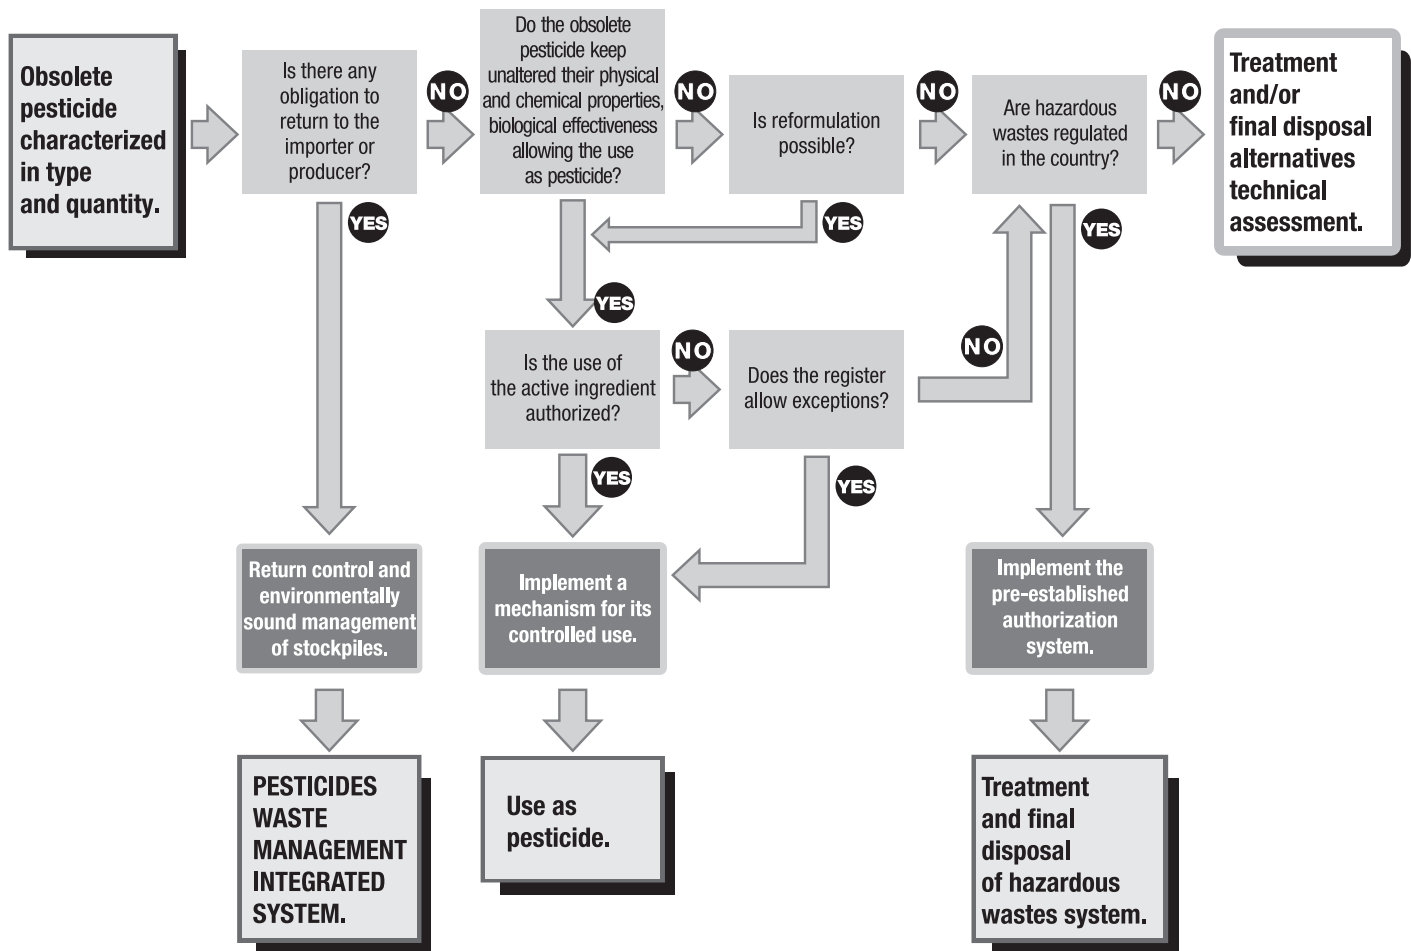 Obsolete
pesticide
characterized
in type
and quantity.
Is there any
obligation to
return to the
importer or
producer?
NO
Do the obsolete
pesticide keep
unaltered their physical
and chemical properties,
biological effectiveness
allowing the use
as pesticide?
NO
Is reformulation
possible?
NO
Are hazardous
wastes regulated
in the country?
NO
Treatment
and/or
final disposal
alternatives
technical
assessment.
YES
YES
YES
YES
Is the use of
the active ingredient
authorized?
NO
Does the register
allow exceptions?
NO
YES
YES
Return control and
environmentally
sound management
of stockpiles.
Implement a
mechanism for its
controlled use.
Implement the
pre-established
authorization
system.
PESTICIDES
WASTE
MANAGEMENT
INTEGRATED
SYSTEM.
Use as
pesticide.
Treatment
and final
disposal
of hazardous
wastes system.